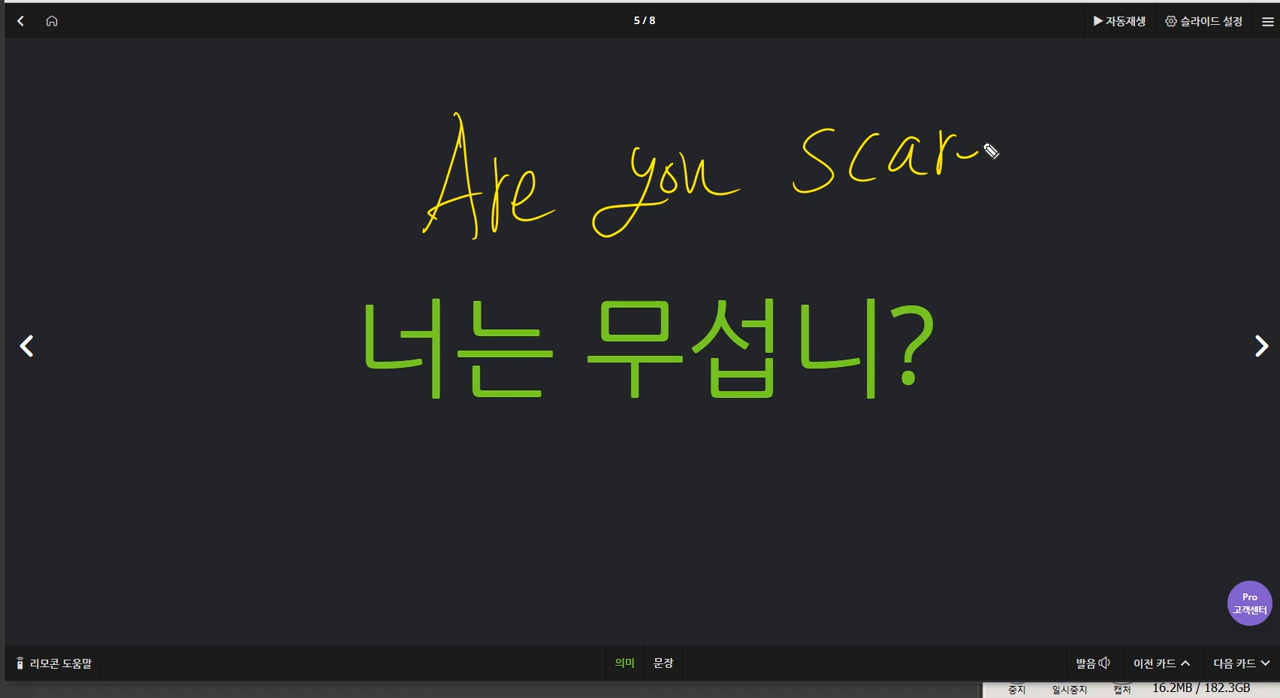 5 / 8
자동재생
슬라이드 설정
Are you scar
너는 무섭니?
Pro
고객센터
리모콘 도움말
의미
문장
발음
이전 카드
다음 카드
중지
일시중지
캡처
16.2MB / 182.3GB